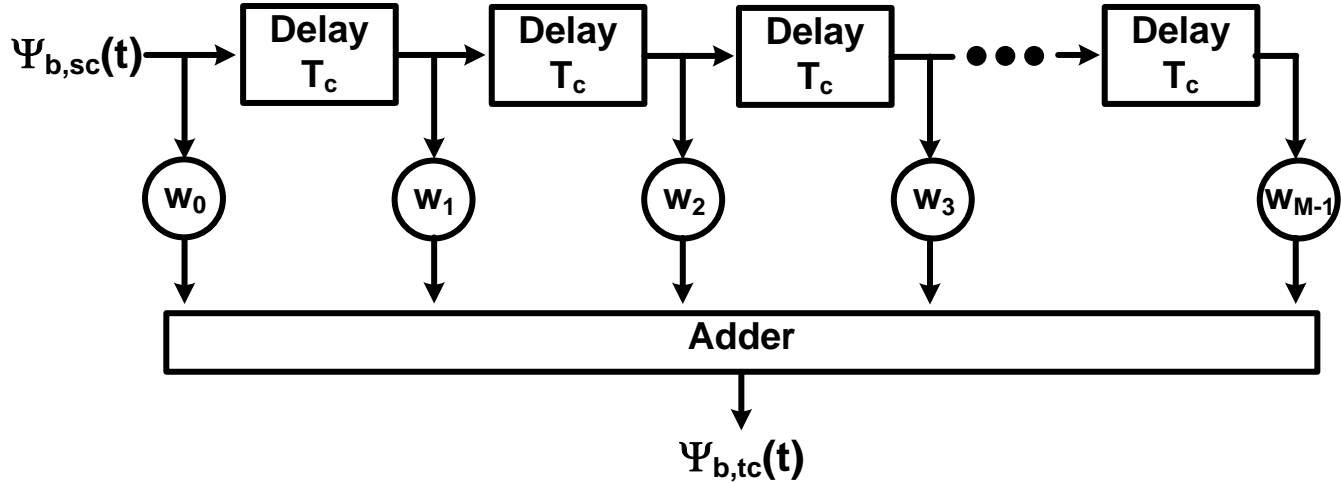 Ψb,sc(t)
Delay
Tc
Delay
Tc
Delay
Tc
Delay
Tc
w0
w1
w2
w3
wM-1
Adder
Ψb,tc(t)